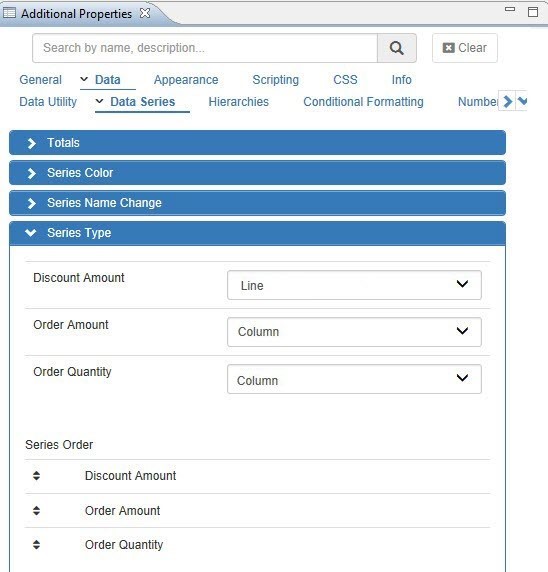 Additional Properties
Search by name, description...
Clear
General Data Appearance Scripting CSS Info
Data Utility Data Series Hierarchies Conditional Formatting Number
Totals
Series Color
Series Name Change
Series Type
Discount Amount Line
Order Amount Column
Order Quantity Column
Series Order
Discount Amount
Order Amount
Order Quantity